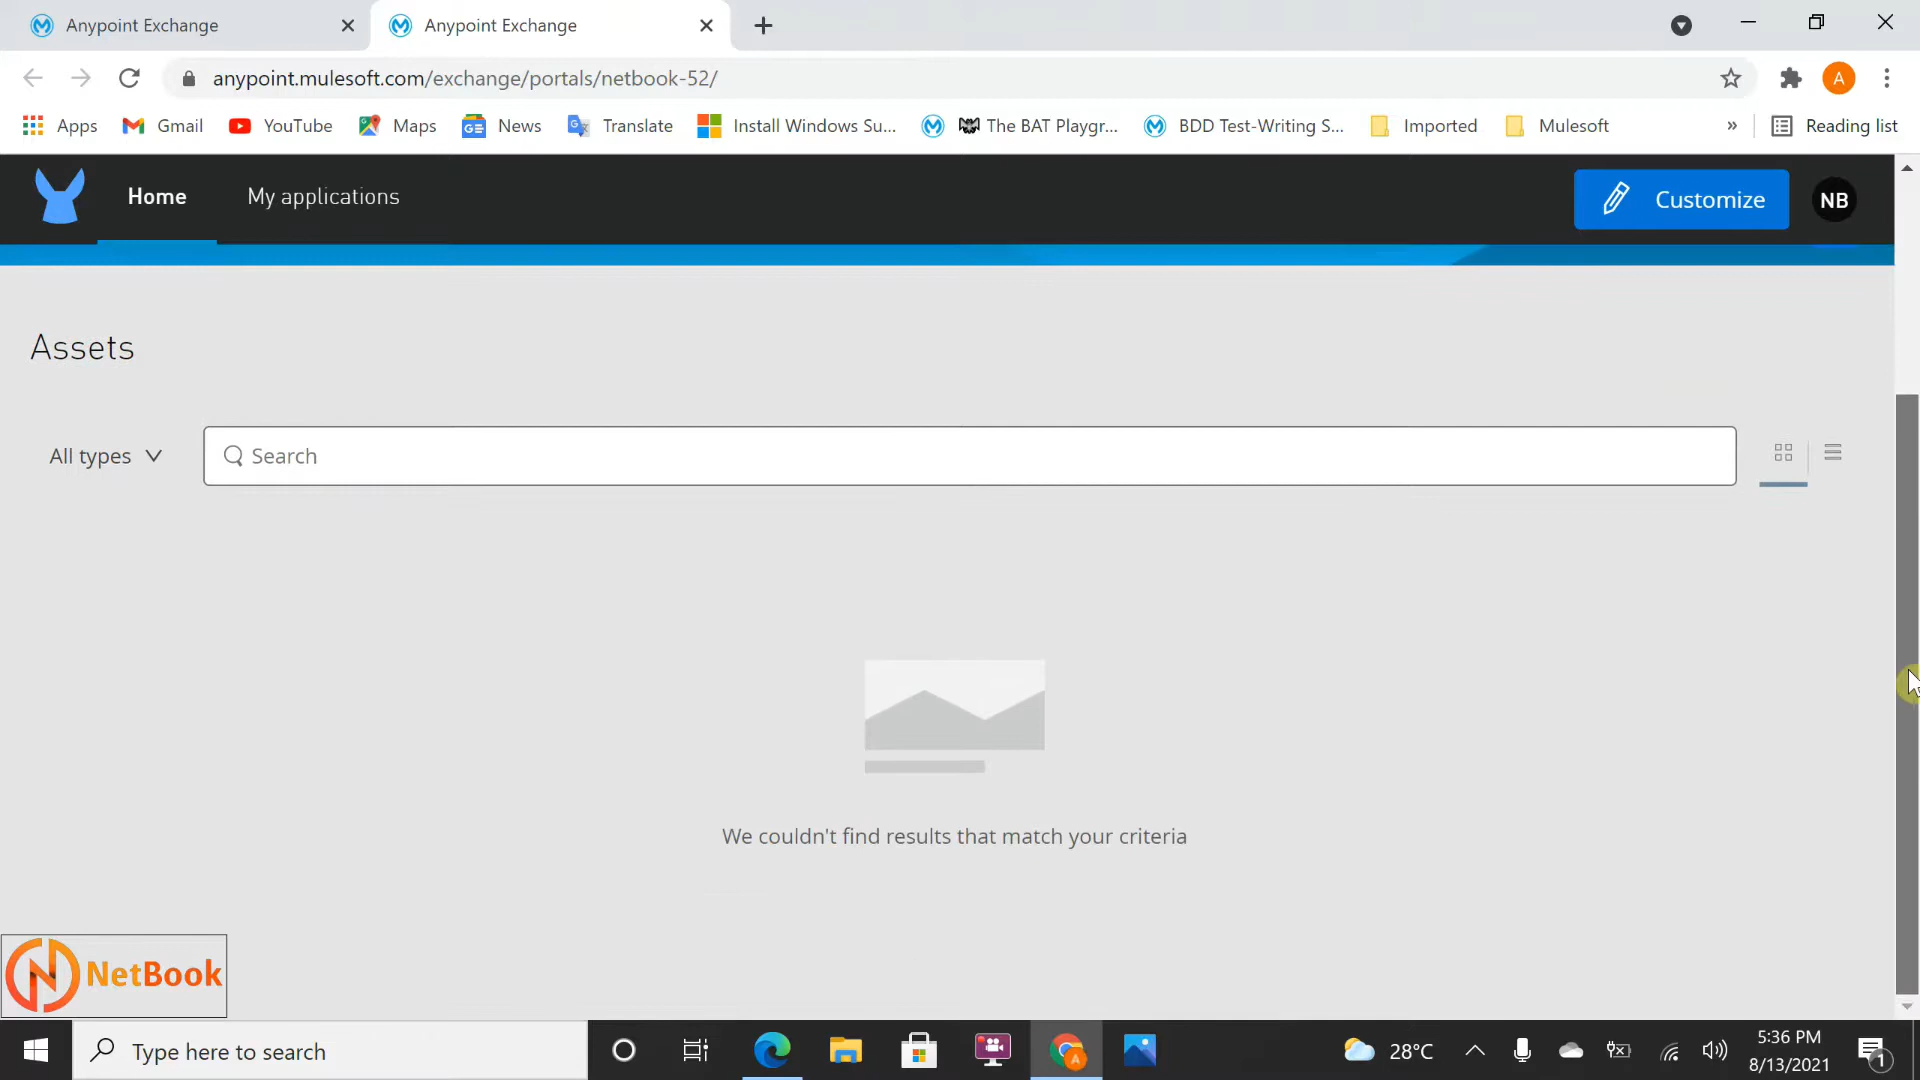 Anypoint Exchange
Anypoint Exchange
anypoint.mulesoft.com/exchange/portals/netbook-52/
A
Apps
Gmail
YouTube
Maps
News
Translate
Install Windows Su...
The BAT Playgr...
BDD Test-Writing S...
Imported
Mulesoft
»
Reading list
Home
My applications
Customize
NB
Assets
All types
Search
We couldn't find results that match your criteria
NetBook
Type here to search
A
28°C
5:36 PM
8/13/2021
1